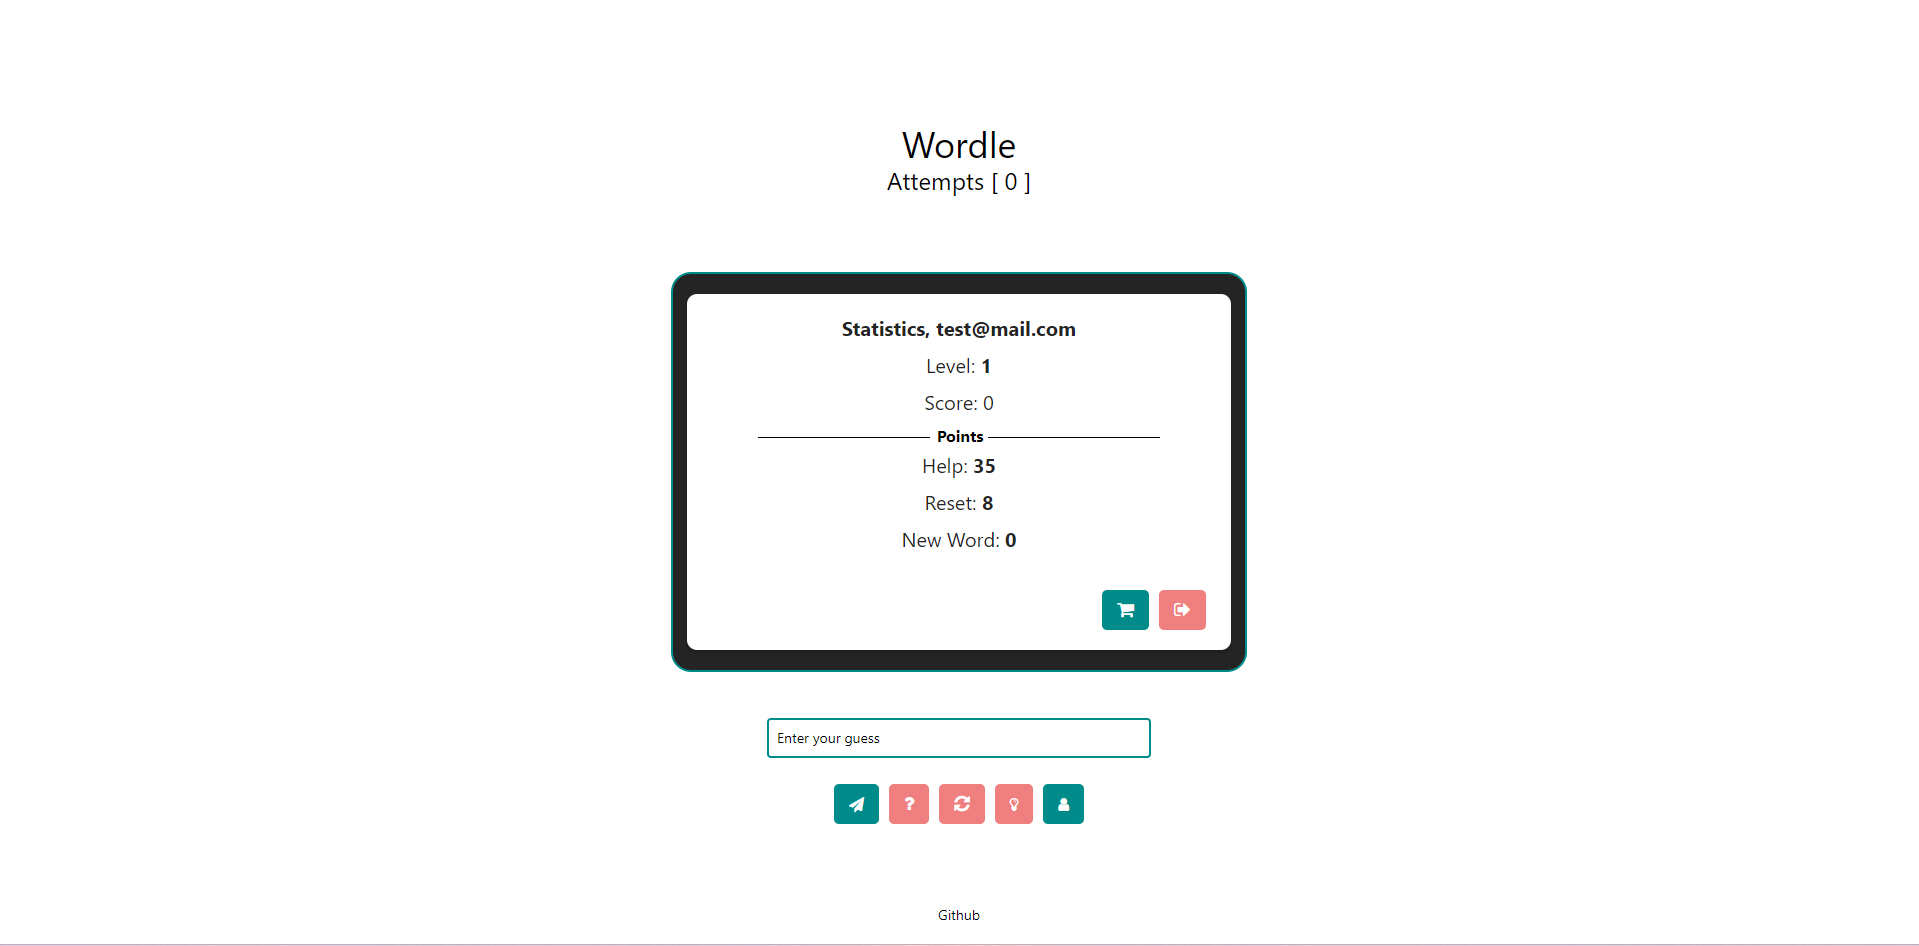 Wordle
Attempts [ 0 ]
Statistics, test@mail.com
Level: 1
Score: 0
Points
Help: 35
Reset: 8
New Word: 0
Enter your guess
?
Github